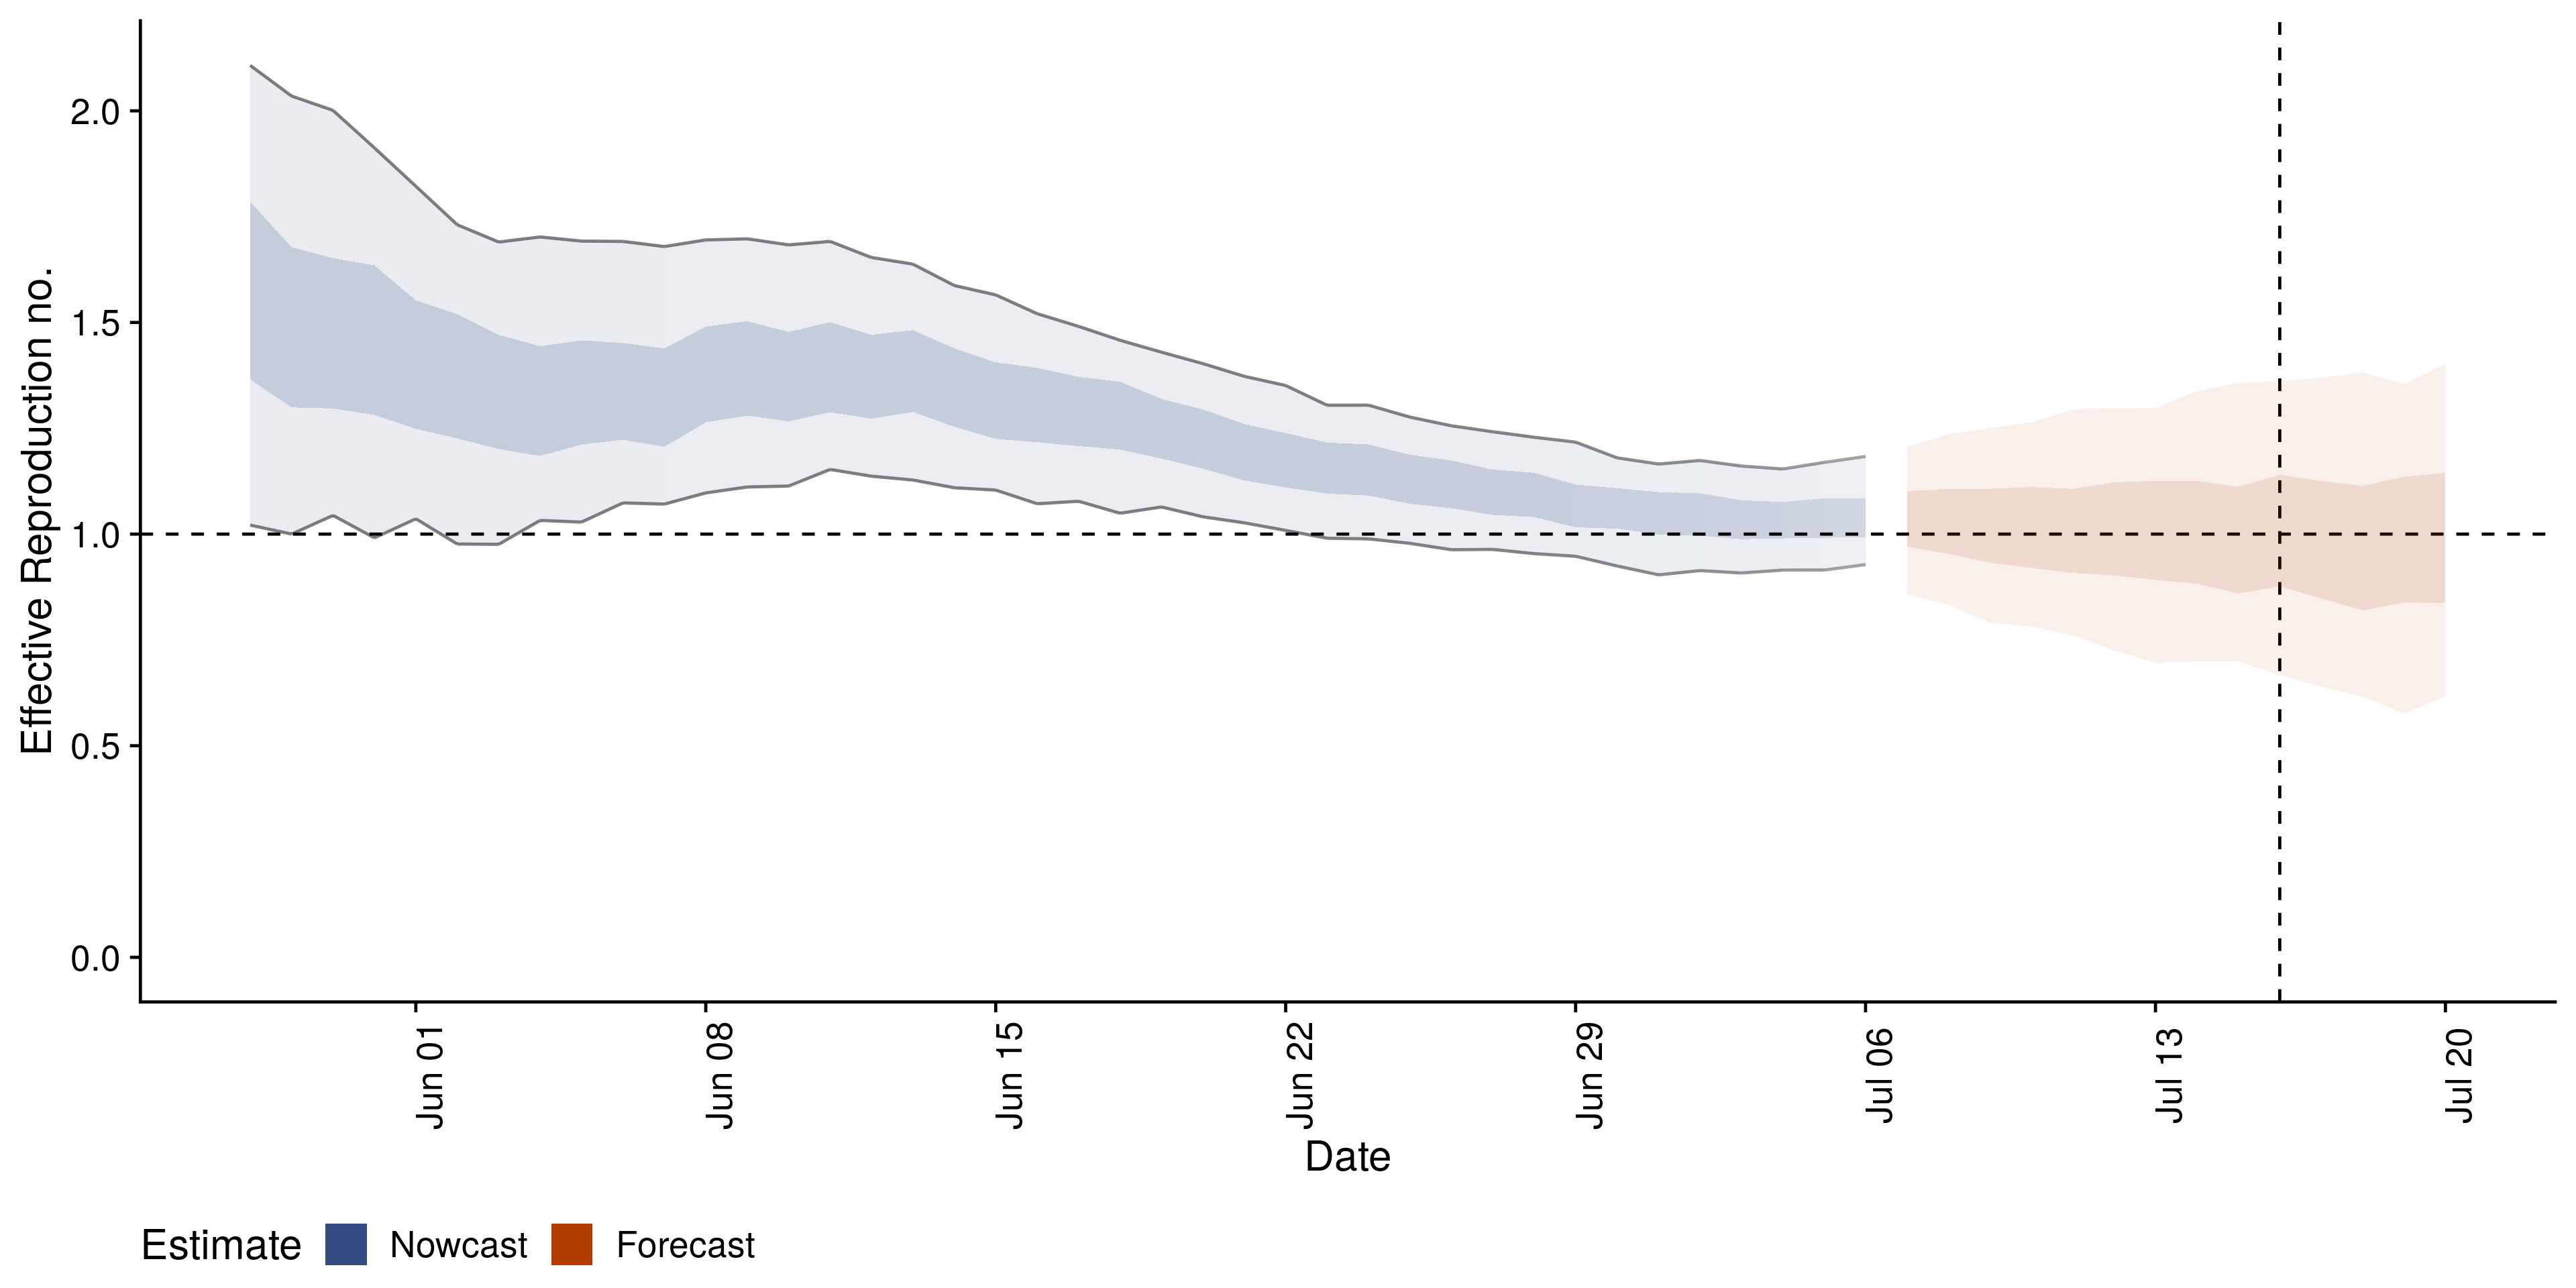 Effective Reproduction no.
2.0
1.5
1.0
0.5
0.0
Jun 01
Jun 08
Jun 15
Jun 22
Jun 29
Jul 06
Jul 13
Jul 20
Date
Estimate Nowcast Forecast